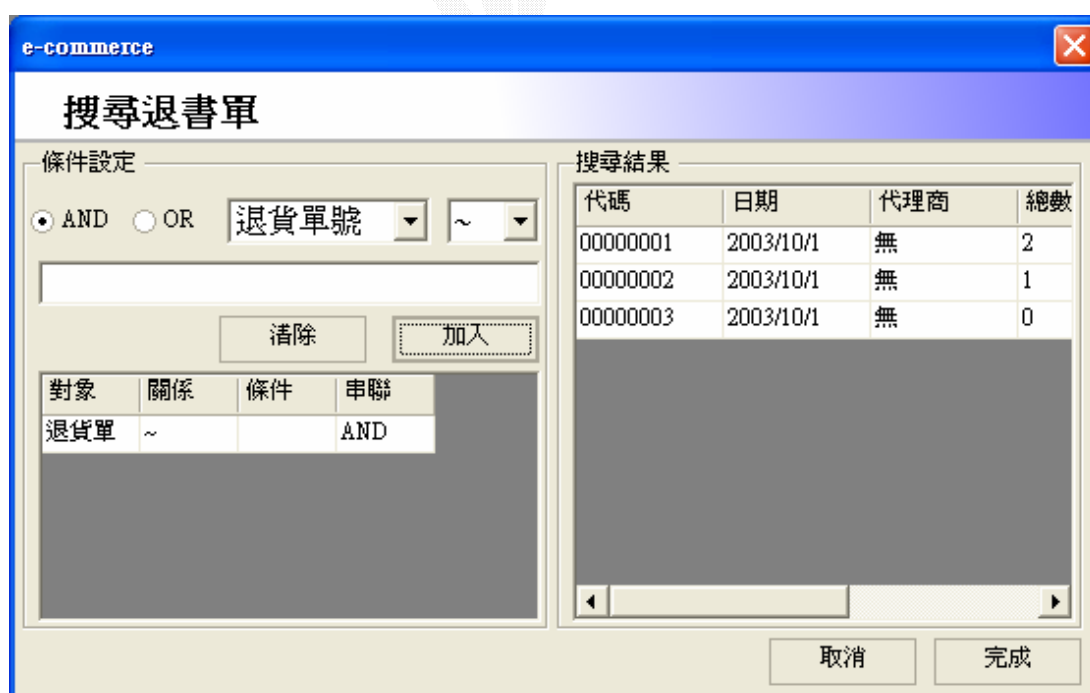 e-commerce
搜尋退書單
條件設定
AND OR 退貨單號 ~
清除 加入
對象 關係 條件 串聯
退貨單 ~ AND
搜尋結果
代碼 日期 代理商 總數
00000001 2003/10/1 無 2
00000002 2003/10/1 無 1
00000003 2003/10/1 無 0
取消 完成